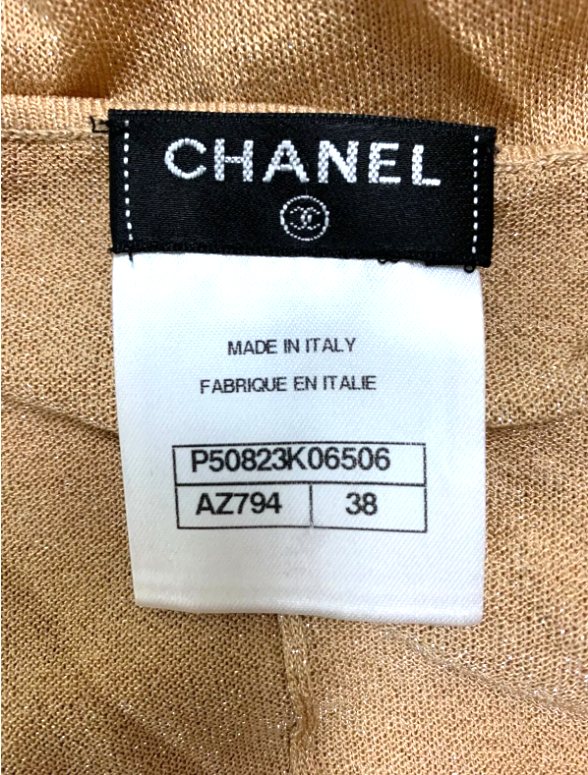 CHANEL
MADE IN ITALY
FABRIQUE EN ITALIE
P50823K06506
AZ794 38